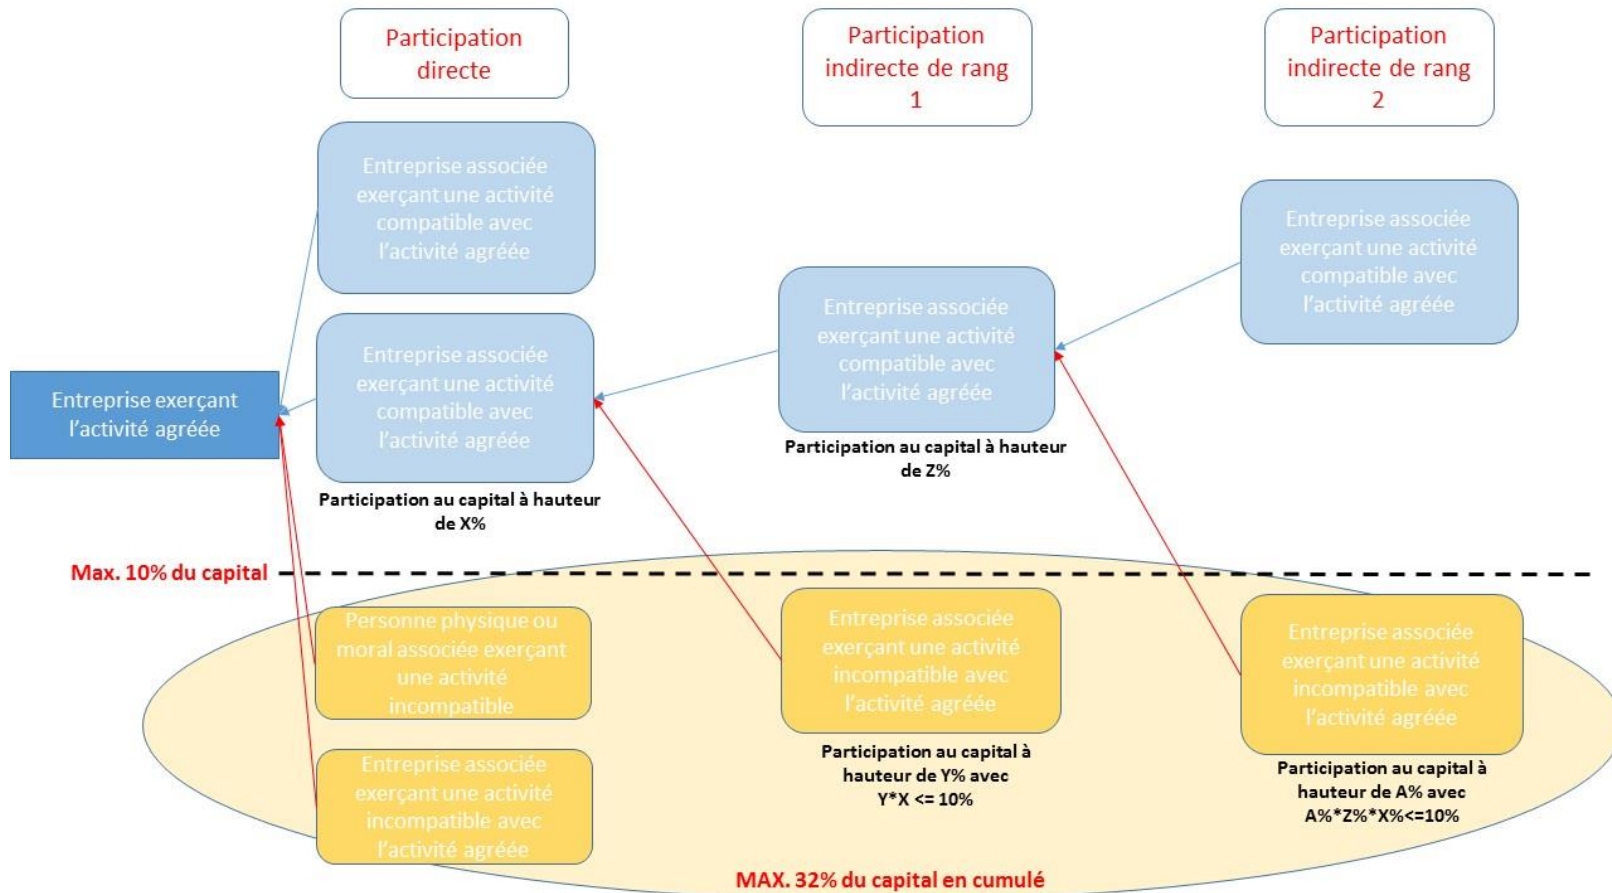 Participation
directe
Participation
indirecte de rang
1
Participation
indirecte de rang
2
Entreprise associée
exerçant une activité
compatible avec
l'activité agréée
Entreprise associée
exerçant une activité
compatible avec
l'activité agréée
Entreprise associée
exerçant une activité
compatible avec
l'activité agréée
Entreprise associée
exerçant une activité
compatible avec
l'activité agréée
Entreprise exerçant
l'activité agréée
Participation au capital à hauteur
de X%
Participation au capital à hauteur
de Z%
Max. 10% du capital
Personne physique ou
moral associée exerçant
une activité
incompatible
Entreprise associée
exerçant une activité
incompatible avec
l'activité agréée
Entreprise associée
exerçant une activité
incompatible avec
l'activité agréée
Entreprise associée
exerçant une activité
incompatible avec
l'activité agréée
Participation au capital à
hauteur de Y% avec
Y*X <= 10%
Participation au capital à
hauteur de A% avec
A%*Z%*X%<=10%
MAX. 32% du capital en cumulé